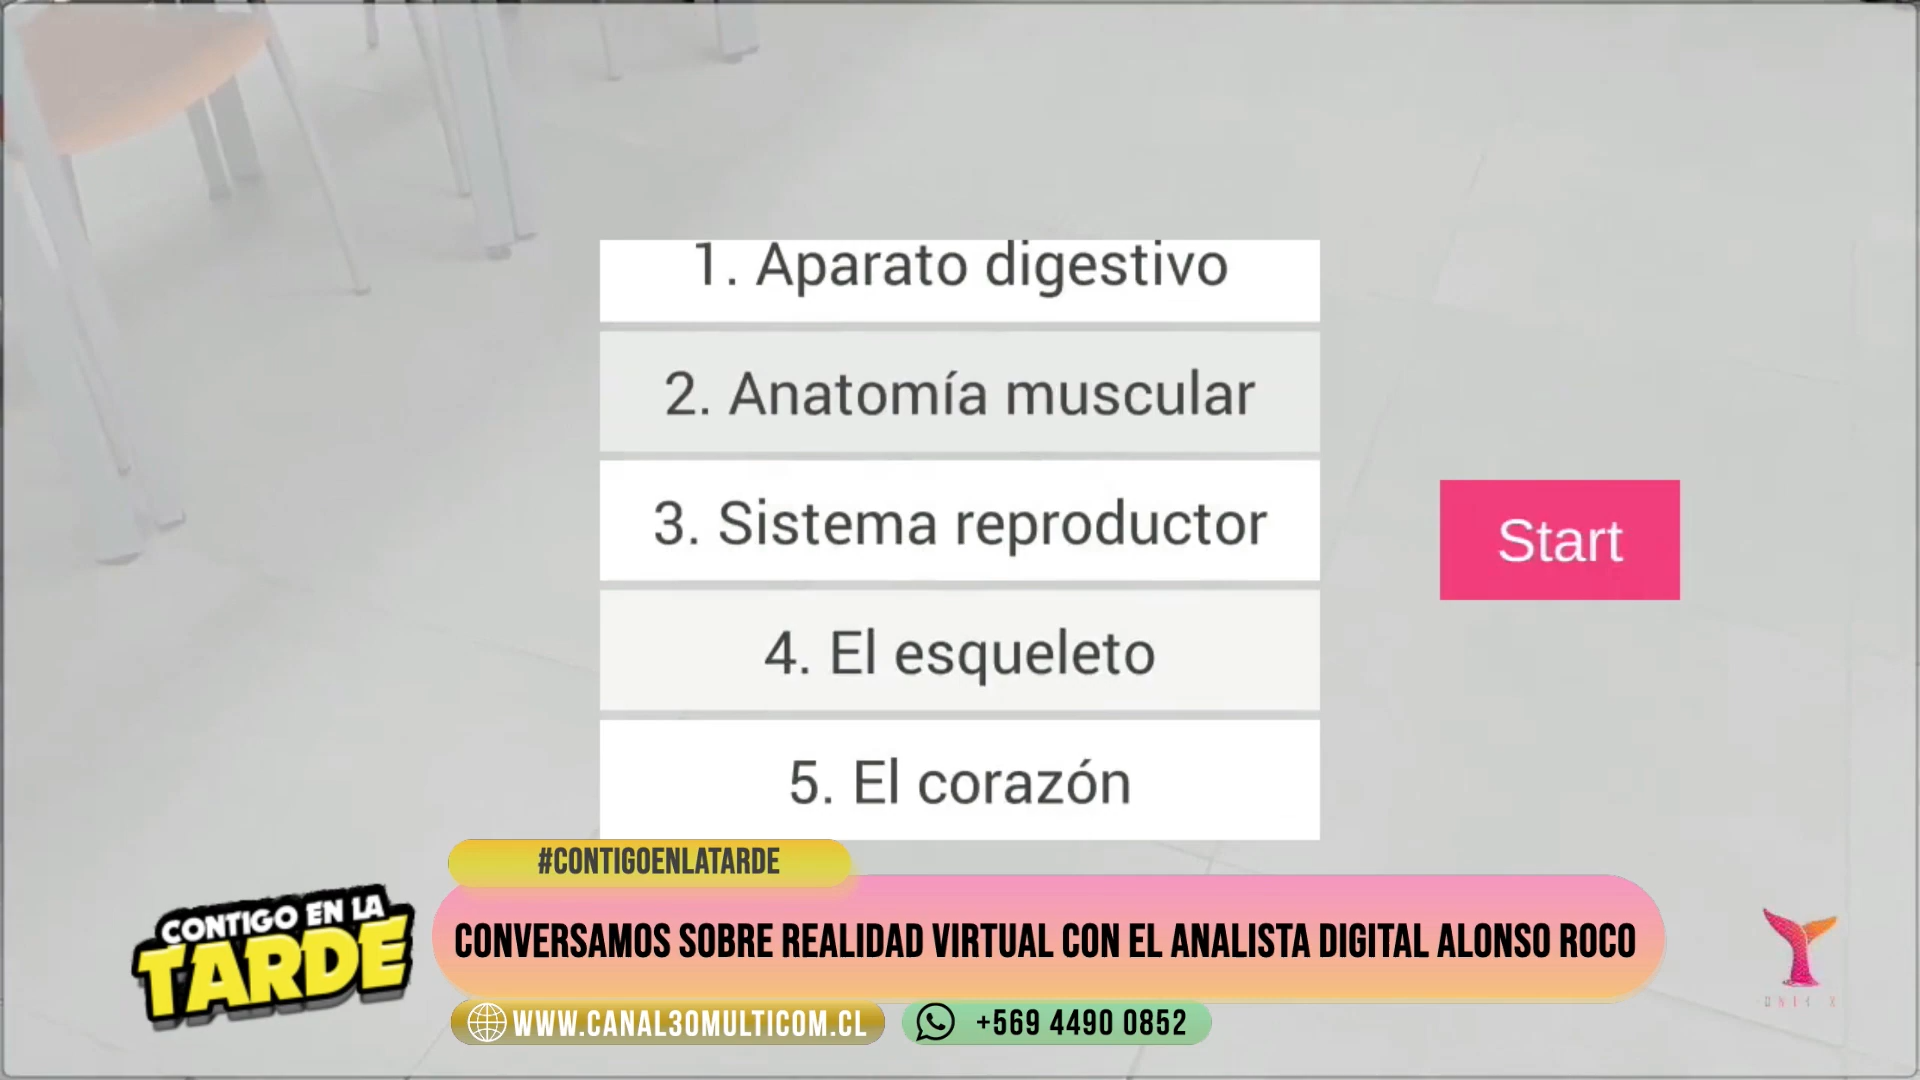 1. Aparato digestivo
2. Anatomía muscular
3. Sistema reproductor
4. El esqueleto
5. El corazón
Start
#CONTIGOENLATARDE
CONTIGO EN LA
TARDE
CONVERSAMOS SOBRE REALIDAD VIRTUAL CON EL ANALISTA DIGITAL ALONSO ROCO
WWW.CANAL30MULTICOM.CL
+569 4490 0852